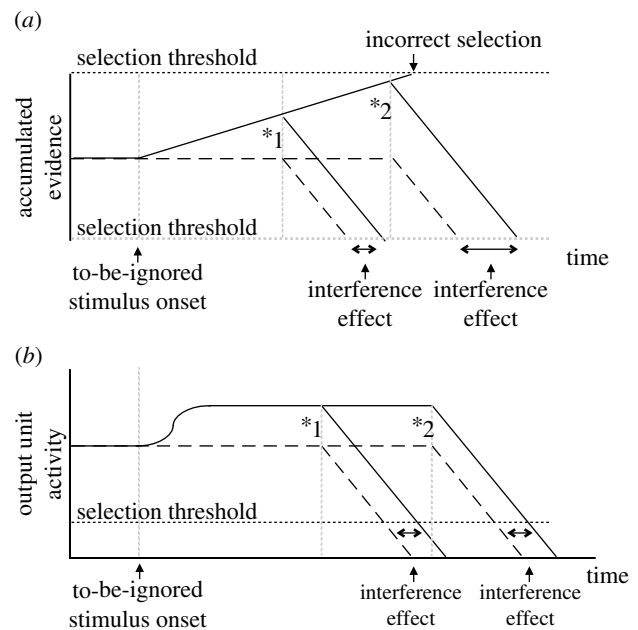 (a)
selection threshold
incorrect selection
*1
*2
accumulated
evidence
selection threshold
time
to-be-ignored
stimulus onset
interference
effect
interference
effect
(b)
*1
*2
output unit
activity
selection threshold
time
to-be-ignored
stimulus onset
interference
effect
interference
effect